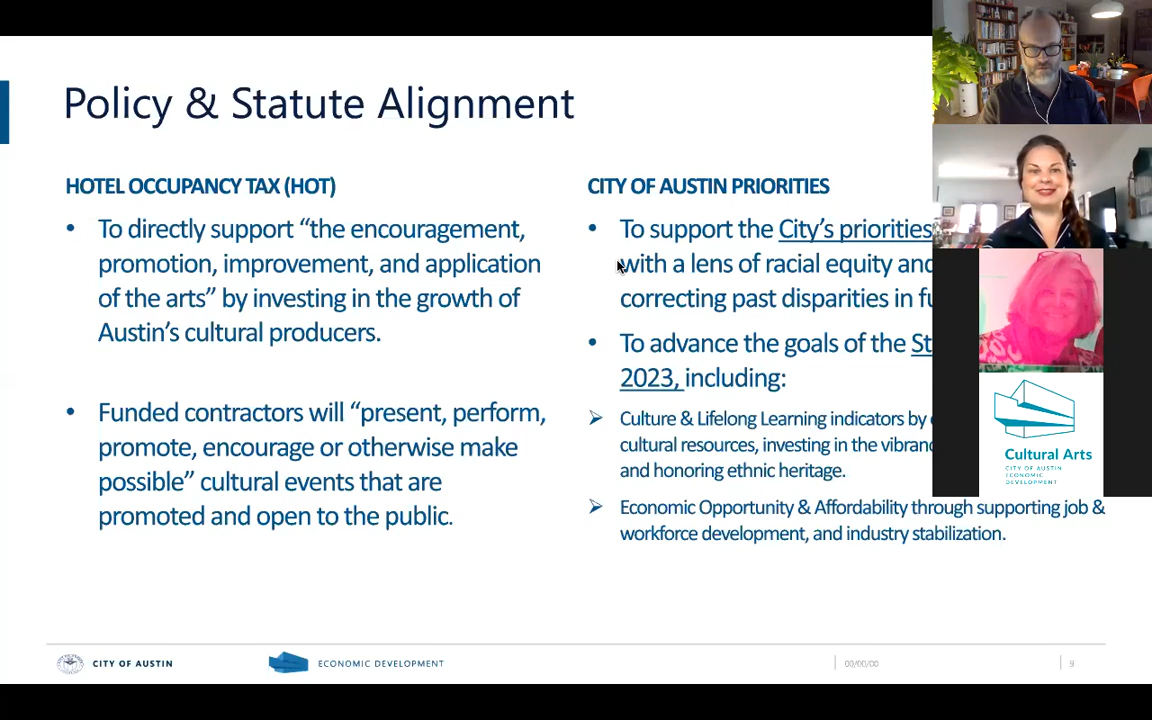 Policy & Statute Alignment
HOTEL OCCUPANCY TAX (HOT)
• To directly support “the encouragement,
promotion, improvement, and application
of the arts” by investing in the growth of
Austin’s cultural producers.
• Funded contractors will “present, perform,
promote, encourage or otherwise make
possible” cultural events that are
promoted and open to the public.
CITY OF AUSTIN PRIORITIES
• To support the City’s priorities
with a lens of racial equity and
correcting past disparities in
• To advance the goals of the
2023, including:
➢ Culture & Lifelong Learning indicators by
cultural resources, investing in the
and honoring ethnic heritage.
➢ Economic Opportunity & Affordability through supporting job &
workforce development, and industry stabilization.
Cultural Arts
CITY OF AUSTIN
ECONOMIC
DEVELOPMENT
CITY OF AUSTIN
ECONOMIC DEVELOPMENT
00/00/00
9